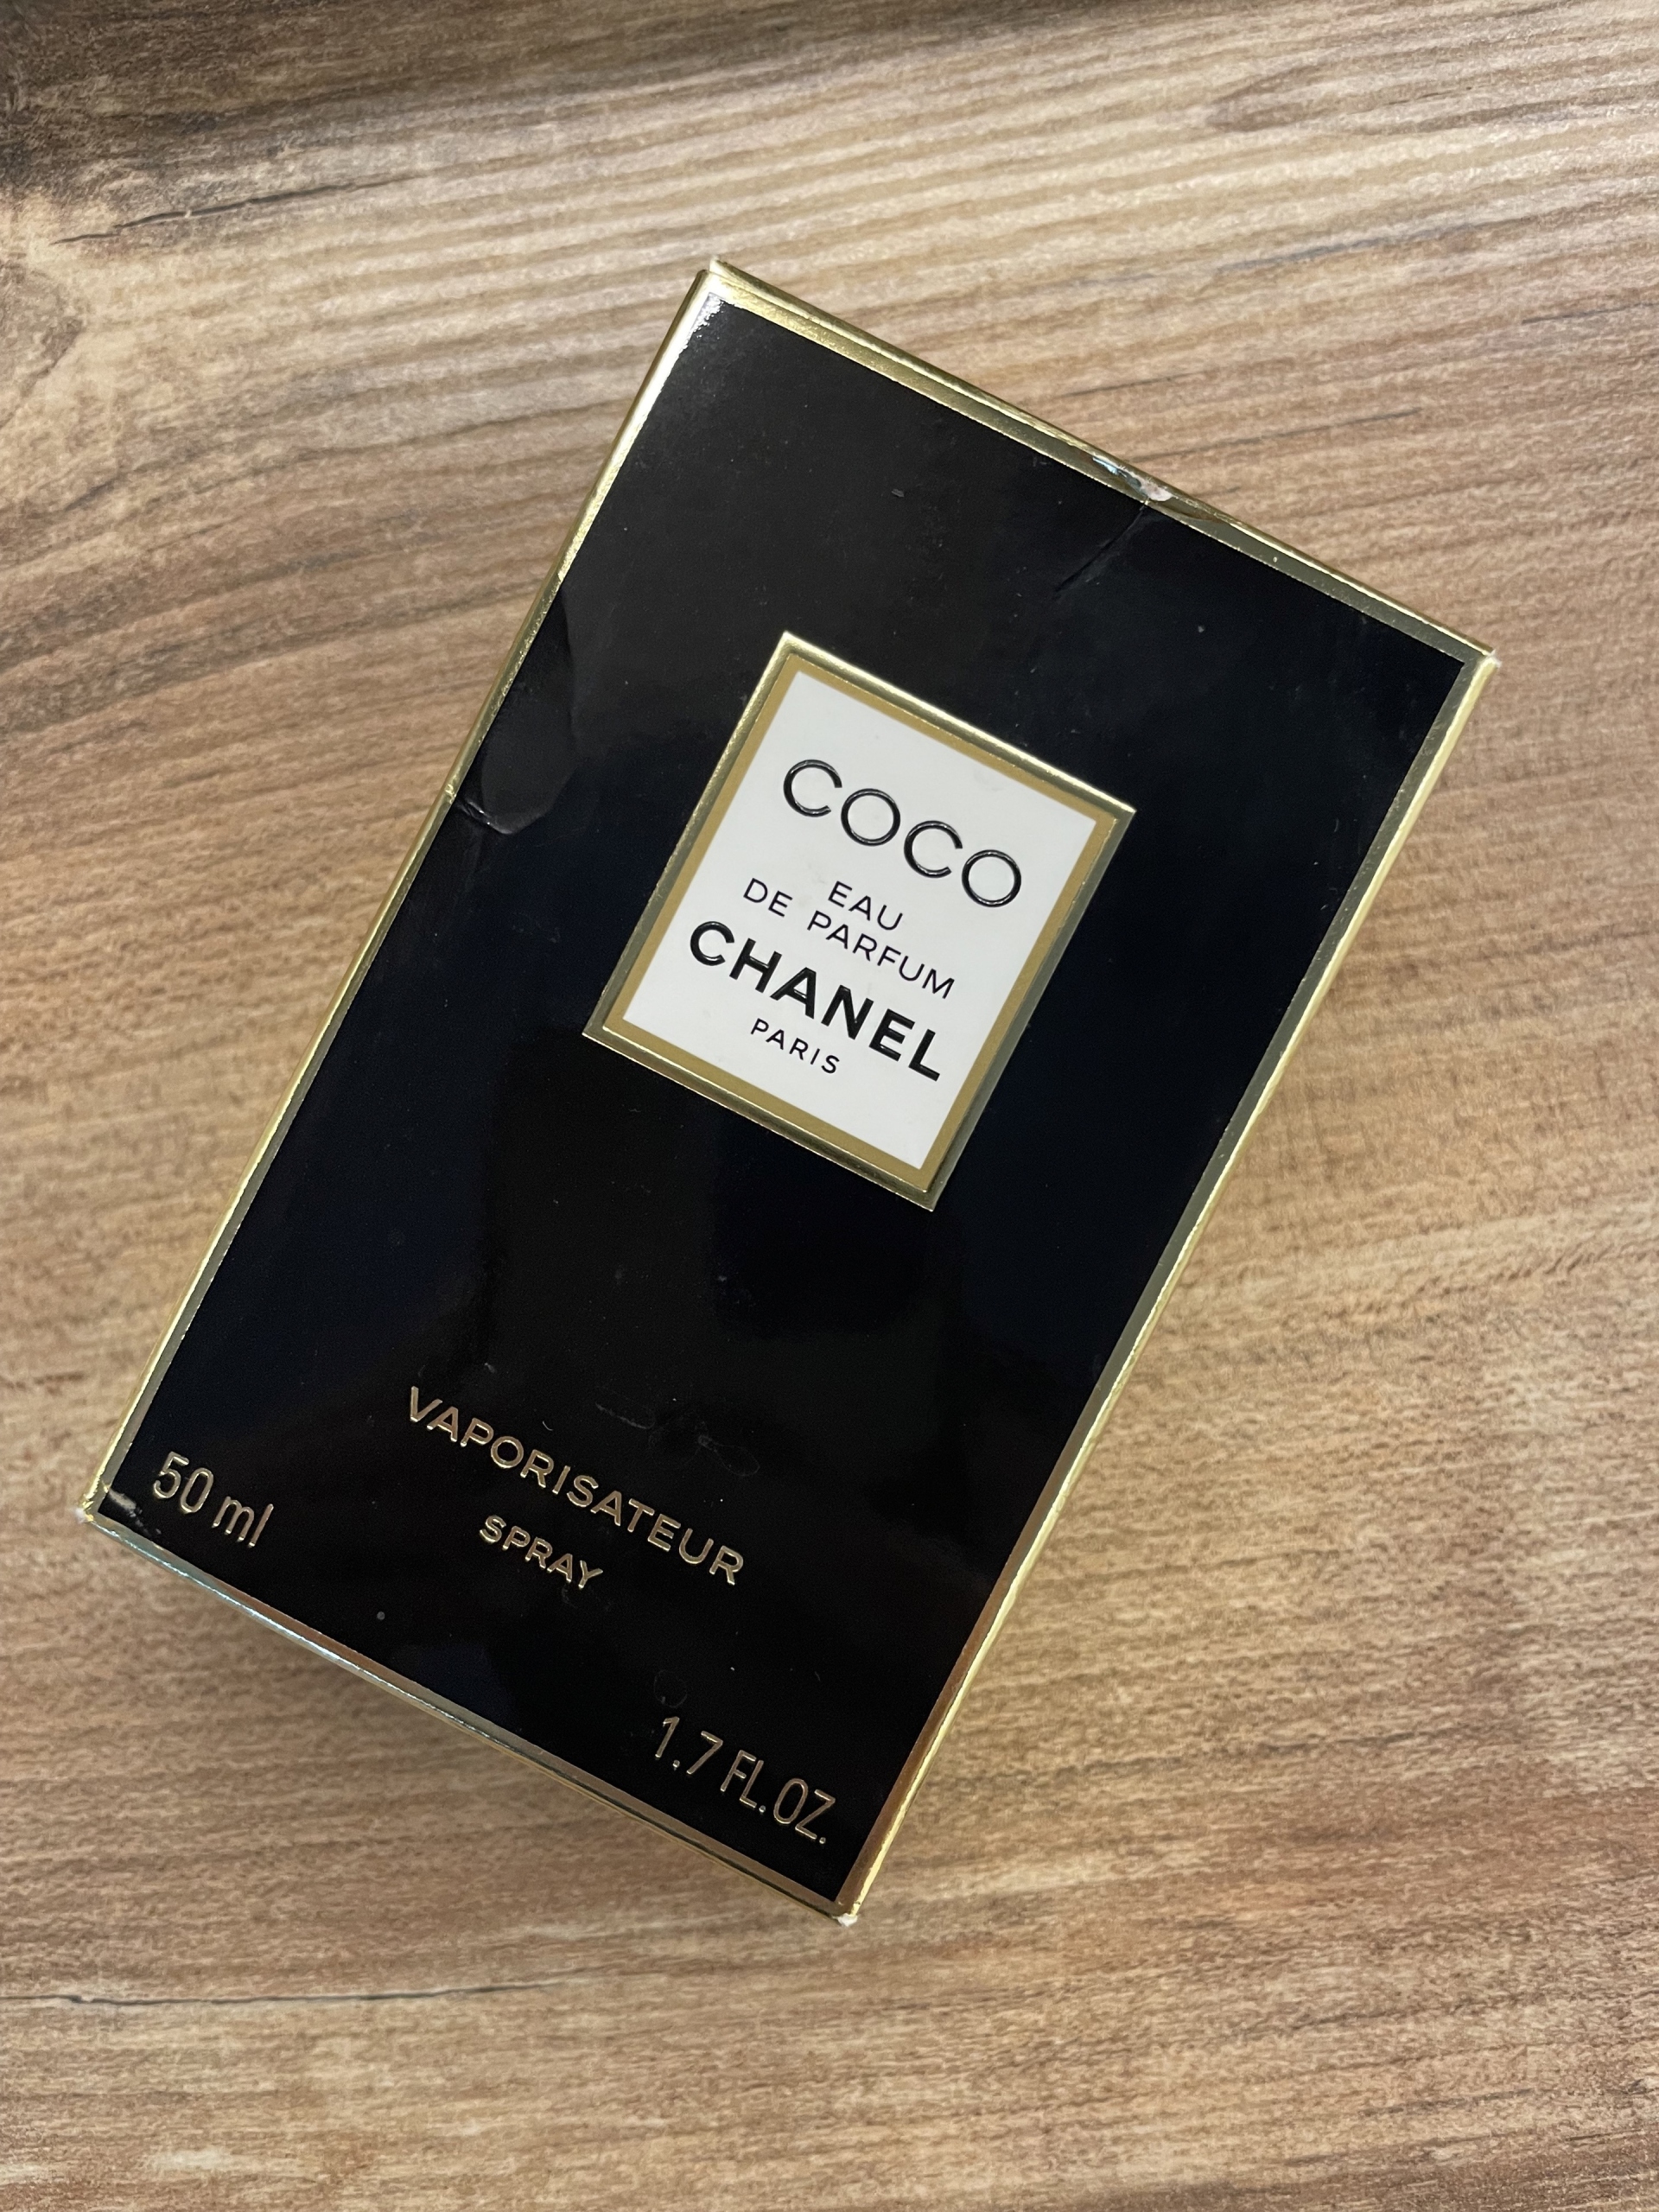 COCO
EAU
DE PARFUM
CHANEL
PARIS
VAPORISATEUR
SPRAY
50 ml
1.7 FL.OZ.